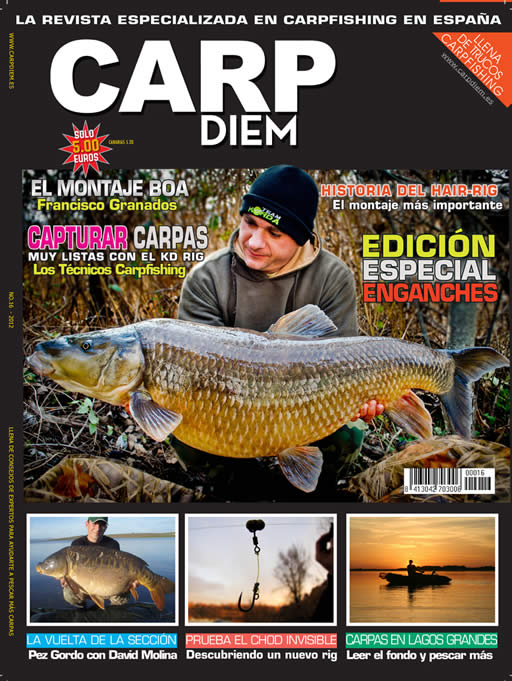 LA REVISTA ESPECIALIZADA EN CARPFISHING EN ESPAÑA
WWW.CARPDIEM.ES
CARP
DIEM
LLENA
DE TRUCOS
CARPFISHING
www.carpdiem.es
SOLO
5.00
EUROS
CANARIAS 5.20
EL MONTAJE BOA
Francisco Granados
CAPTURAR CARPAS
MUY LISTAS CON EL KD RIG
Los Técnicos Carpfishing
TEAM
KORDA
HISTORIA DEL HAIR-RIG
El montaje más importante
EDICIÓN
ESPECIAL
ENGANCHES
NO.16 - 2012
LLENA DE CONSEJOS DE EXPERTOS PARA AYUDARTE A PESCAR MÁS CARPAS
00016
8 413042 703006
LA VUELTA DE LA SECCIÓN
Pez Gordo con David Molina
PRUEBA EL CHOD INVISIBLE
Descubriendo un nuevo rig
CARPAS EN LAGOS GRANDES
Leer el fondo y pescar más